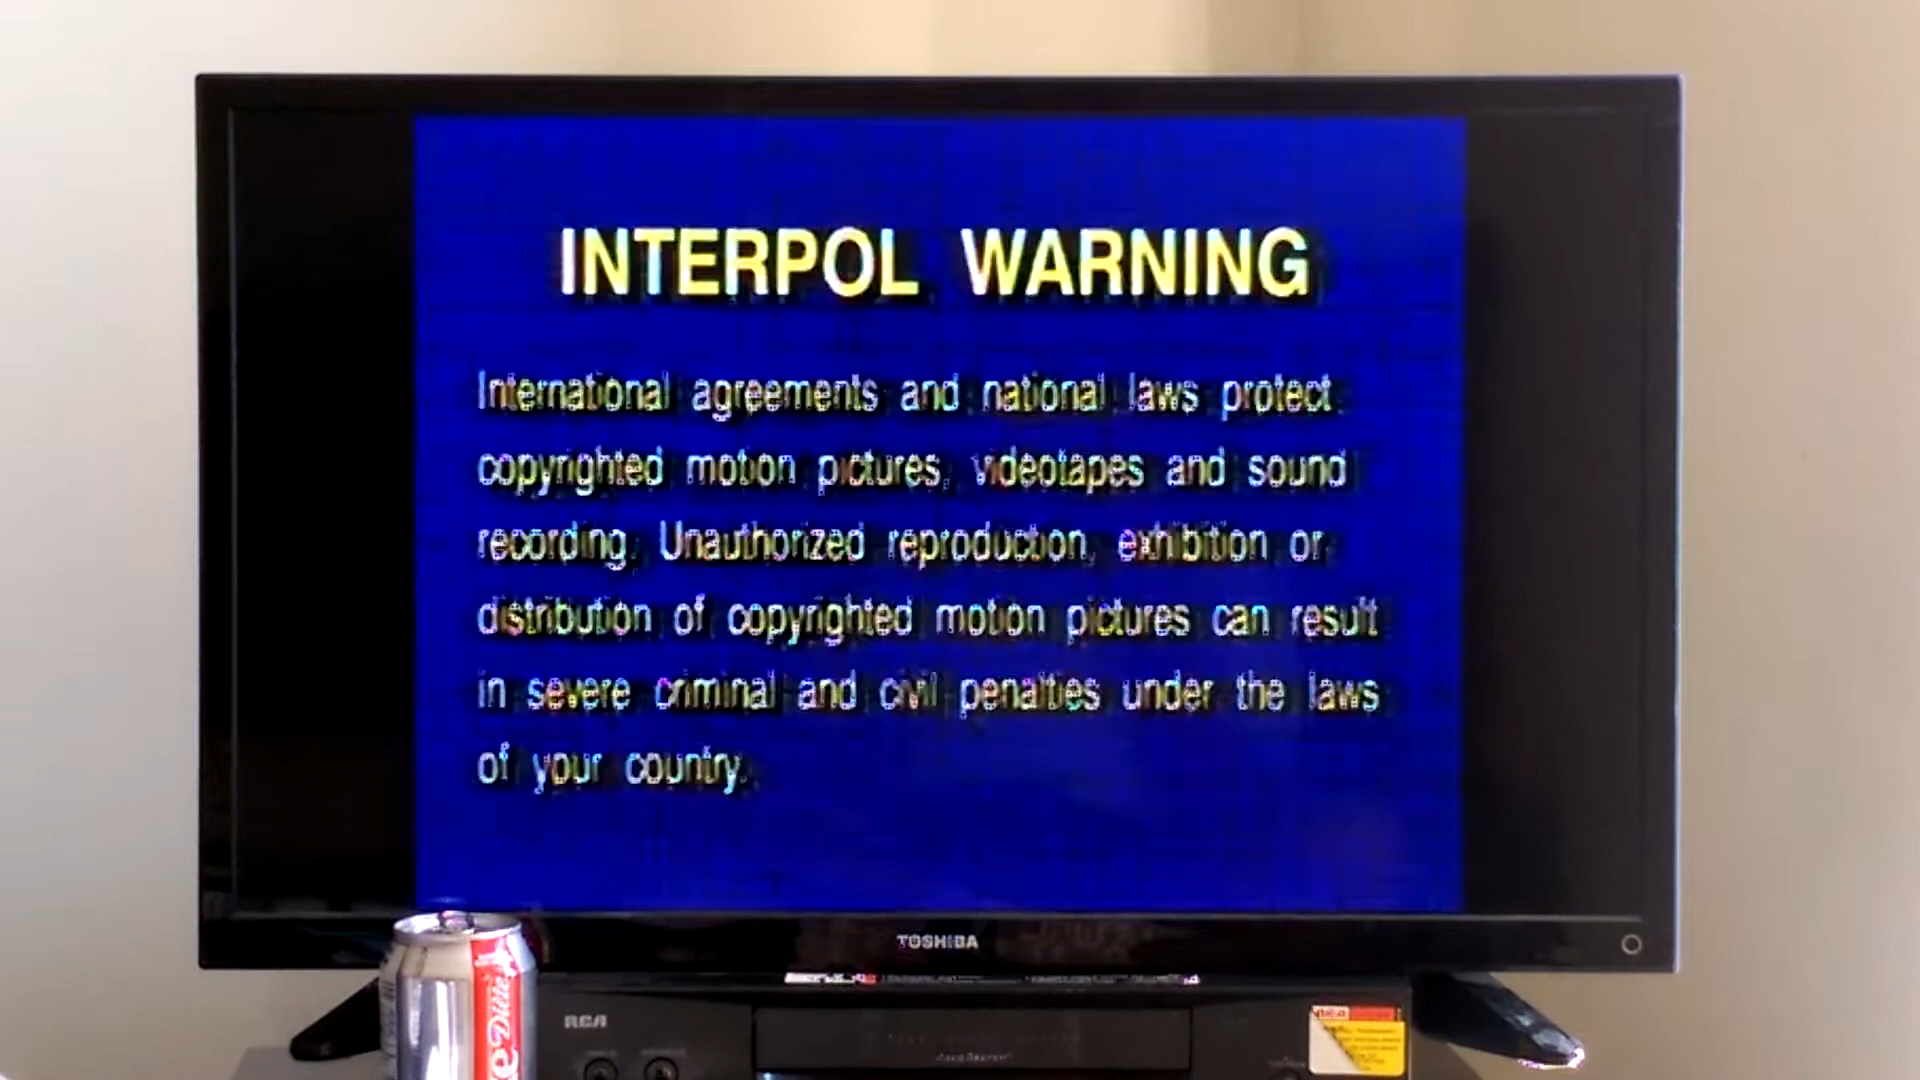 INTERPOL WARNING
International agreements and national laws protect
copyrighted motion pictures, videotapes and sound
recording. Unauthorized reproduction, exhibition or
distribution of copyrighted motion pictures can result
in severe criminal and civil penalties under the laws
of your country.
TOSHIBA
RCA
Diète
RCA